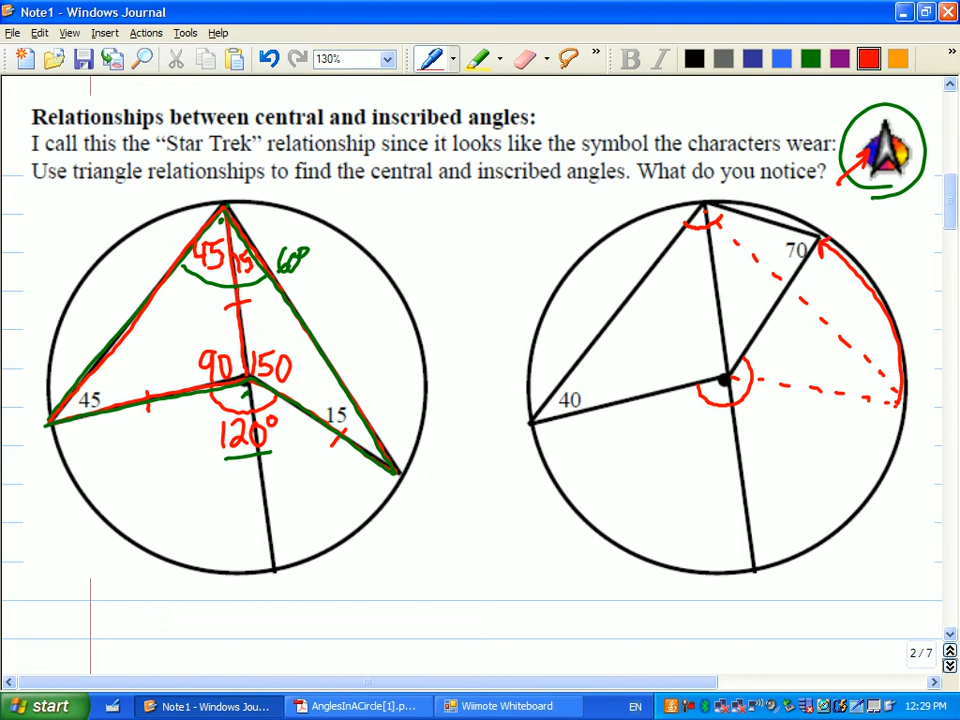 Note1 - Windows Journal
File Edit View Insert Actions Tools Help
130%
B I
Relationships between central and inscribed angles:
I call this the “Star Trek” relationship since it looks like the symbol the characters wear:
Use triangle relationships to find the central and inscribed angles. What do you notice?
45 15 60°
70
90 150
45 15
40
120°
2 / 7
start
Note1 - Windows Jou...
AnglesInACircle[1].p...
Wiimote Whiteboard
EN
12:29 PM